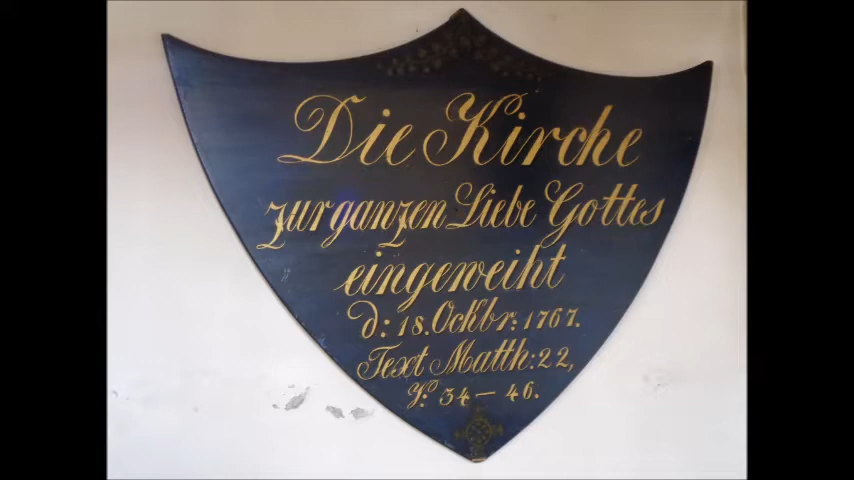 Die Kirche
zur ganzen Liebe Gottes
eingeweiht
d: 18. Ockbr: 1767.
Text Matth: 22,
V: 34 — 46.